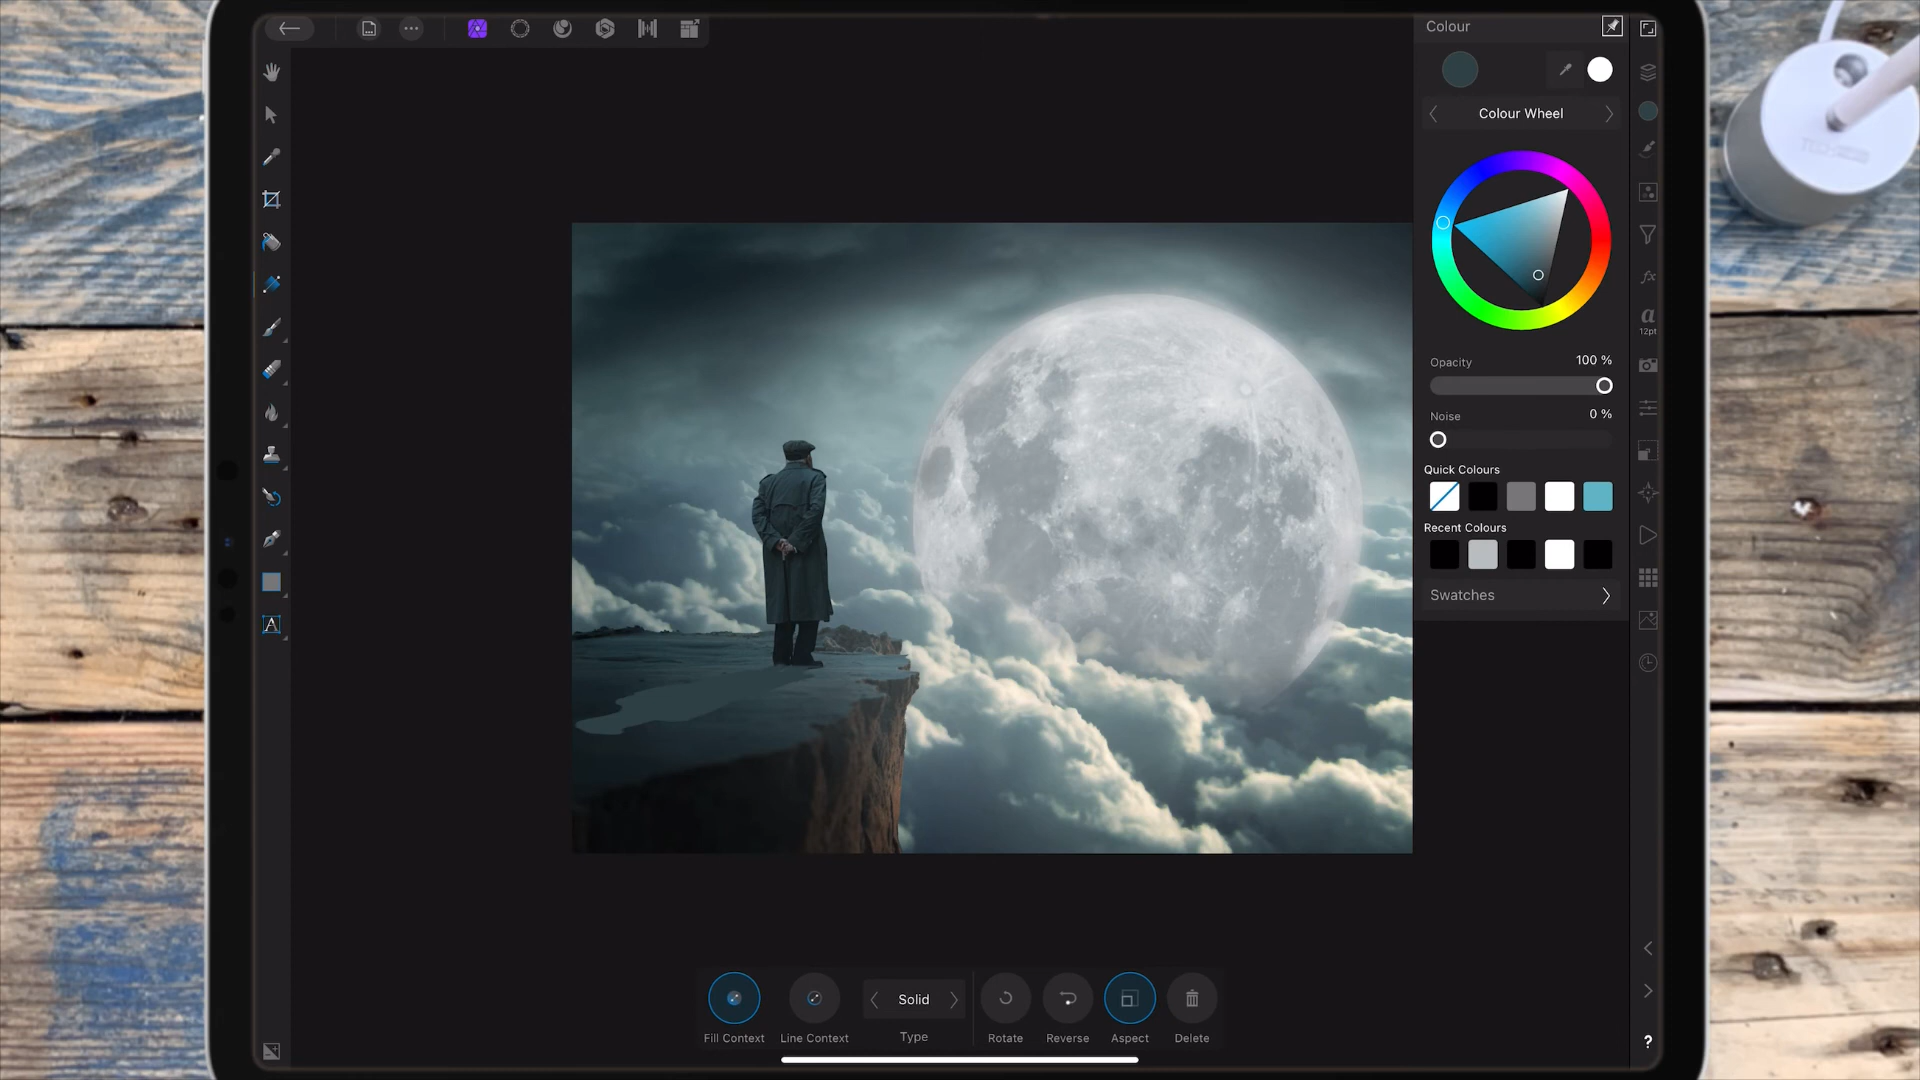 Colour
Colour Wheel
12pt
Opacity
100 %
Noise
0 %
Quick Colours
Recent Colours
Swatches
A
Solid
Fill Context
Line Context
Type
Rotate
Reverse
Aspect
Delete
?